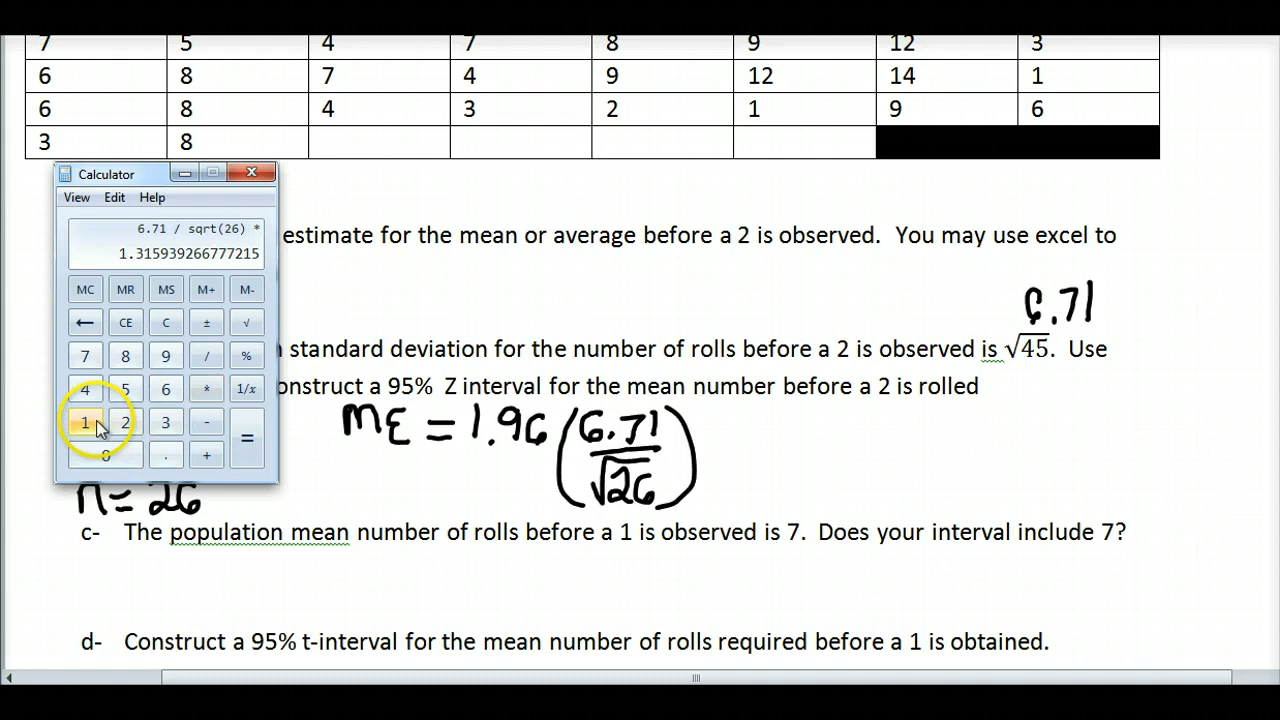 7 5 4 7 8 9 12 3
6 8 7 4 9 12 14 1
6 8 4 3 2 1 9 6
3 8
Calculator
View Edit Help
6.71 / sqrt(26) *
1.315939266777215
MC MR MS M+ M-
← CE C ± √
7 8 9 / %
4 5 6 * 1/x
1 2 3 - =
0 . +
estimate for the mean or average before a 2 is observed. You may use excel to
6.71
standard deviation for the number of rolls before a 2 is observed is √45. Use
onstruct a 95% Z interval for the mean number before a 2 is rolled
ME = 1.96 (6.71/√26)
n = 26
c- The population mean number of rolls before a 1 is observed is 7. Does your interval include 7?
d- Construct a 95% t-interval for the mean number of rolls required before a 1 is obtained.